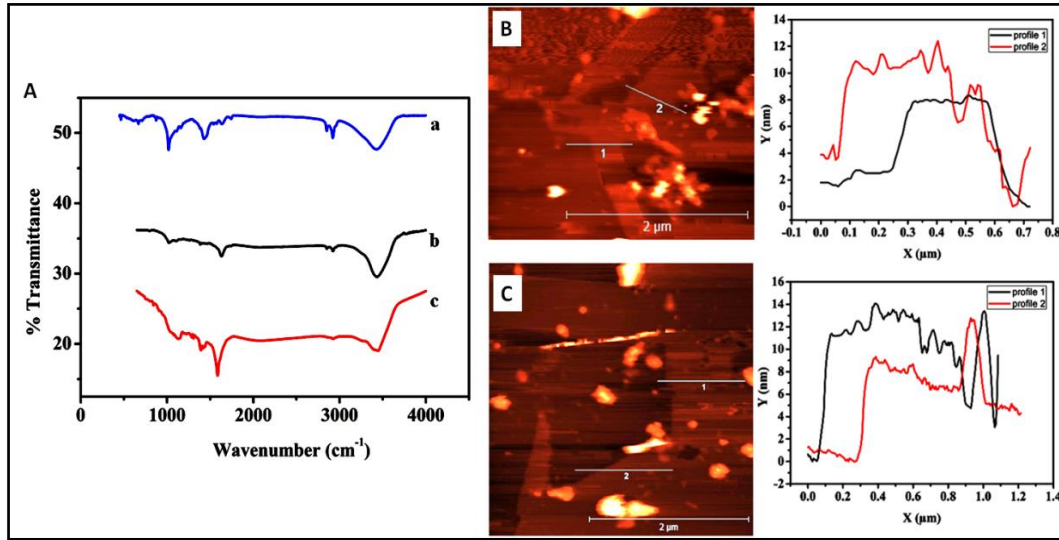 A
% Transmittance
50
40
30
20
a
b
c
0
1000
2000
3000
4000
Wavenumber (cm-1)
B
1
2
2 µm
Y (nm)
14
12
10
8
6
4
2
0
profile 1
profile 2
-0.1
0.0
0.1
0.2
0.3
0.4
0.5
0.6
0.7
0.8
X (µm)
C
1
2
2 µm
Y (nm)
16
14
12
10
8
6
4
2
0
-2
profile 1
profile 2
0.0
0.2
0.4
0.6
0.8
1.0
1.2
1.4
X (µm)